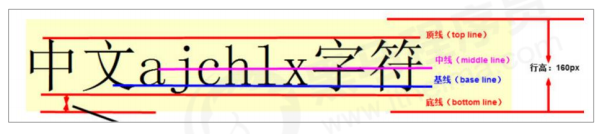 中文ajchlx字符
顶线（top line）
中线（middle line）
基线（base line）
底线（bottom line）
行高：160px